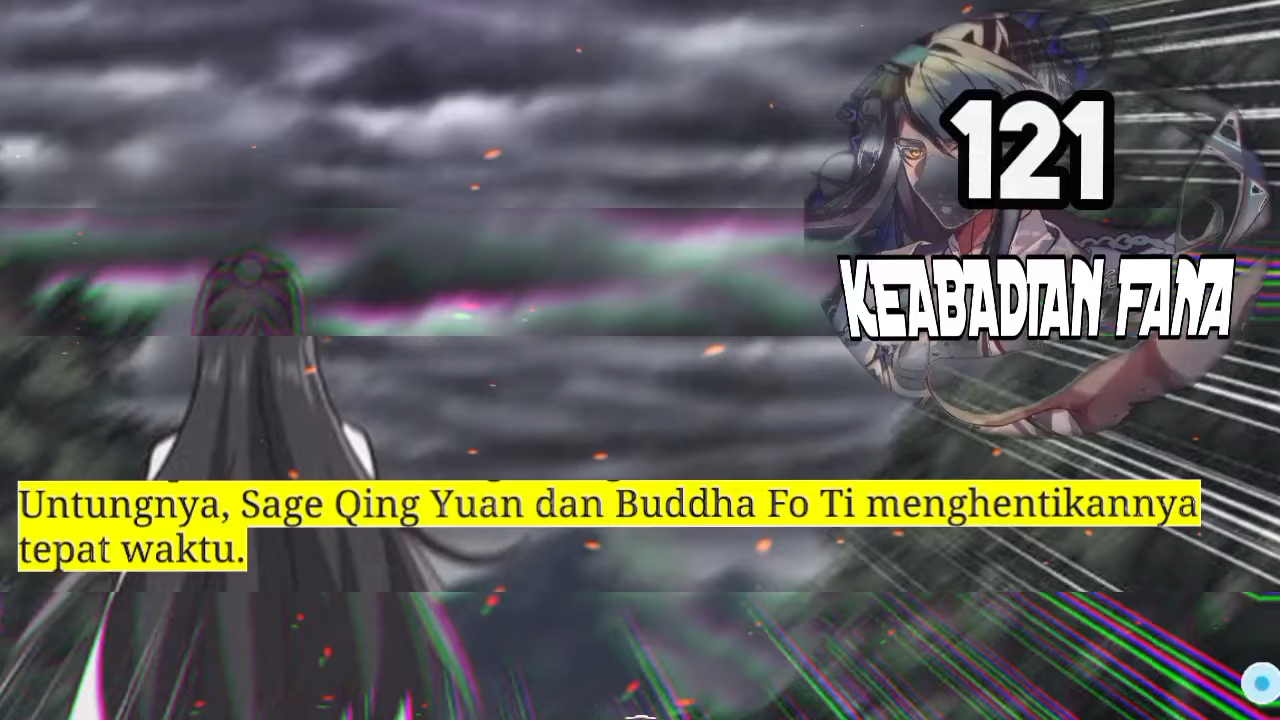 121
KEABADIAN FANA
Untungnya, Sage Qing Yuan dan Buddha Fo Ti menghentikannya
tepat waktu.